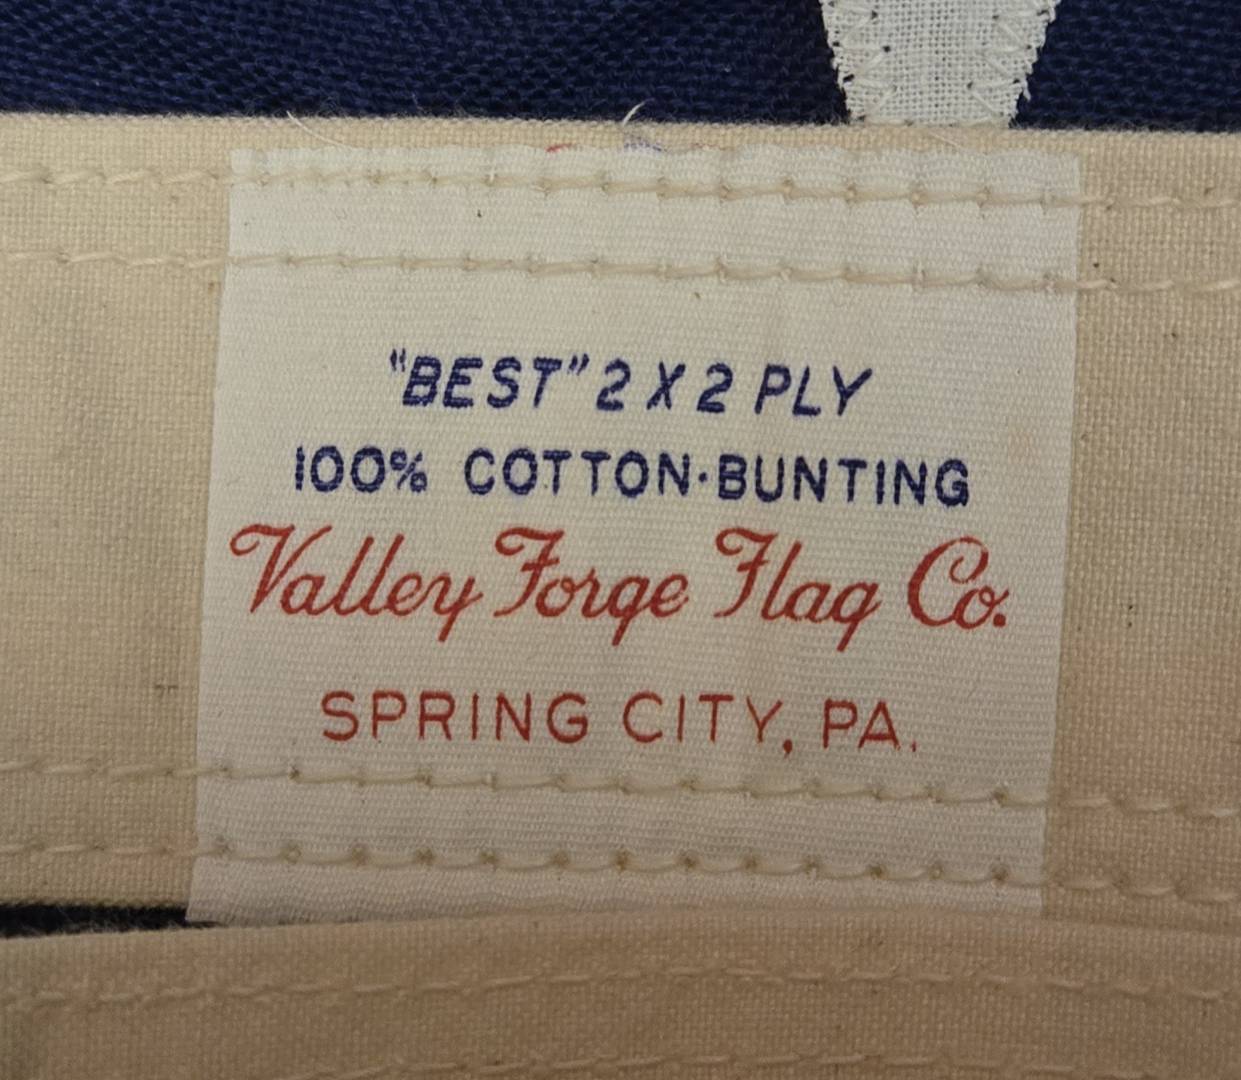 "BEST" 2 X 2 PLY
100% COTTON·BUNTING
Valley Forge Flag Co.
SPRING CITY, PA.